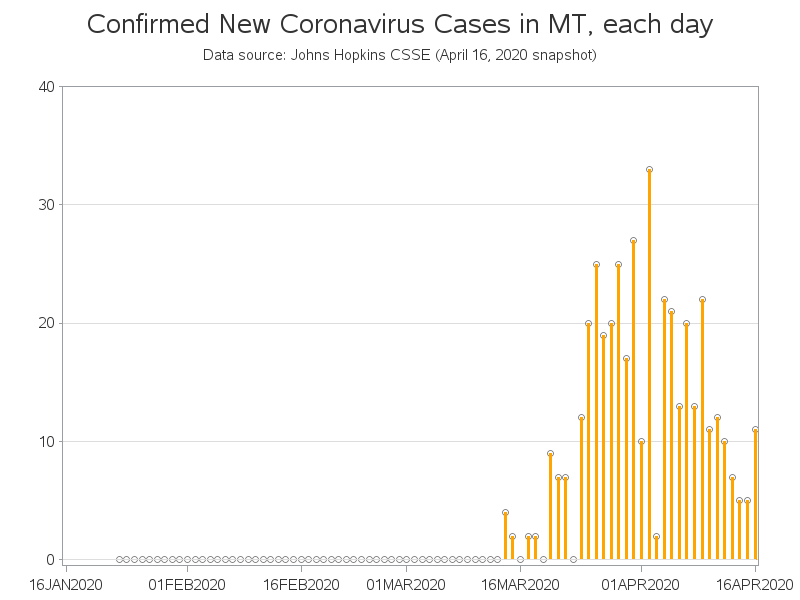 Confirmed New Coronavirus Cases in MT, each day
Data source: Johns Hopkins CSSE (April 16, 2020 snapshot)
40
30
20
10
0
16JAN2020 01FEB2020 16FEB2020 01MAR2020 16MAR2020 01APR2020 16APR2020